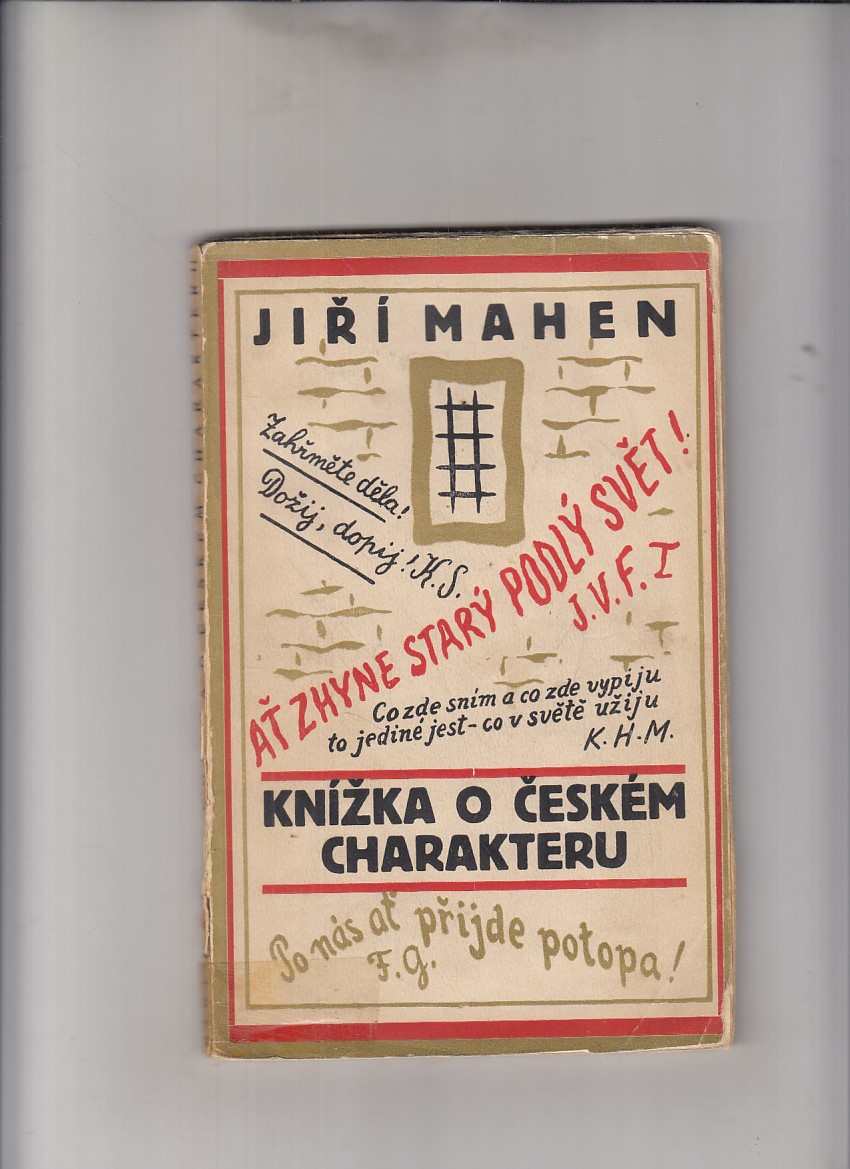 JIŘÍ MAHEN
Zahřměte děla!
Dožij, dopij! K.S.
AŤ ZHYNE STARÝ PODLÝ SVĚT!
J.V.F. I
Co zde sním a co zde vypiju
to jediné jest - co v světě užiju
K.H.M.
KNÍŽKA O ČESKÉM
CHARAKTERU
Po nás ať přijde potopa!
F.G.